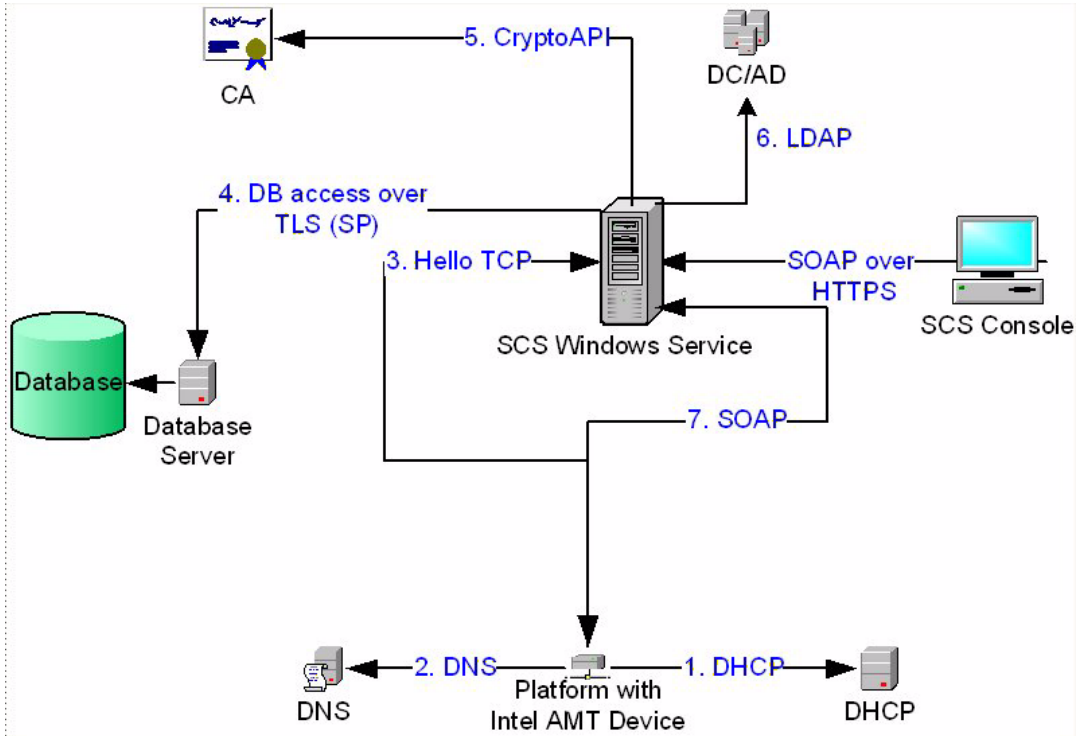 5. CryptoAPI
CA
DC/AD
6. LDAP
4. DB access over
TLS (SP)
3. Hello TCP
SOAP over
HTTPS
SCS Console
SCS Windows Service
Database
Database
Server
7. SOAP
2. DNS
1. DHCP
Platform with
Intel AMT Device
DNS
DHCP